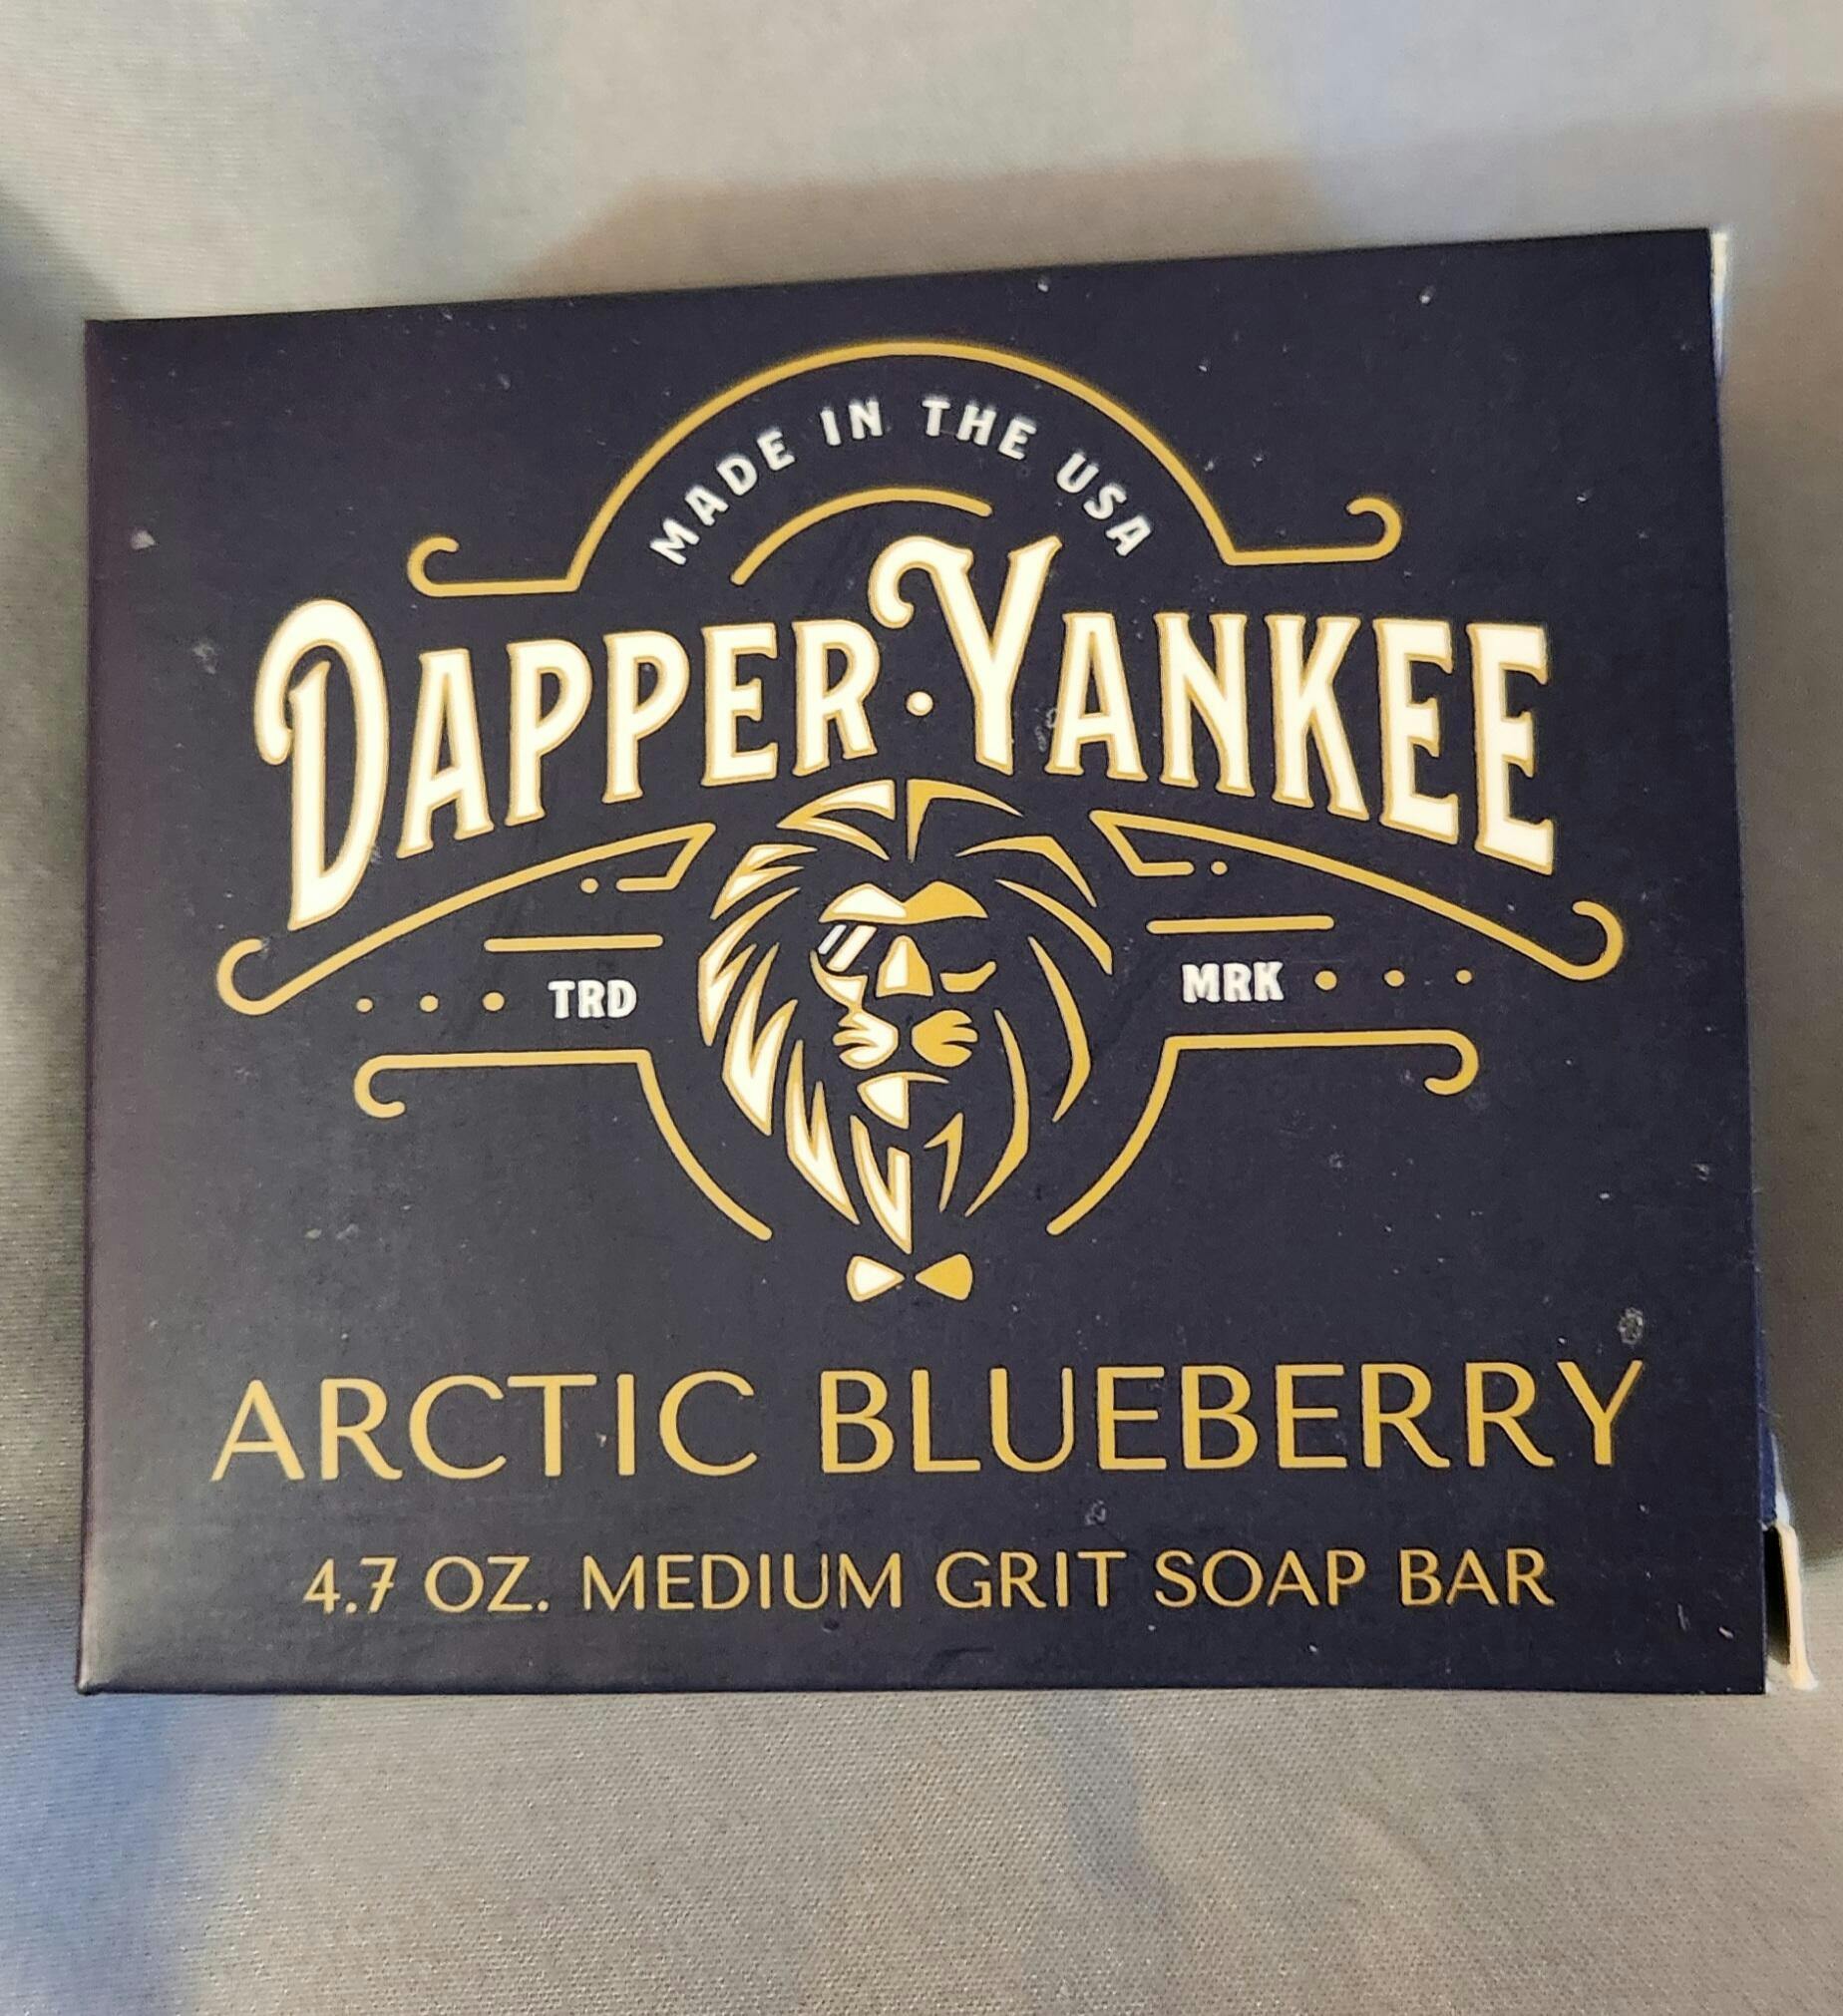 MADE IN THE USA
DAPPER · YANKEE
TRD MRK
ARCTIC BLUEBERRY
4.7 OZ. MEDIUM GRIT SOAP BAR